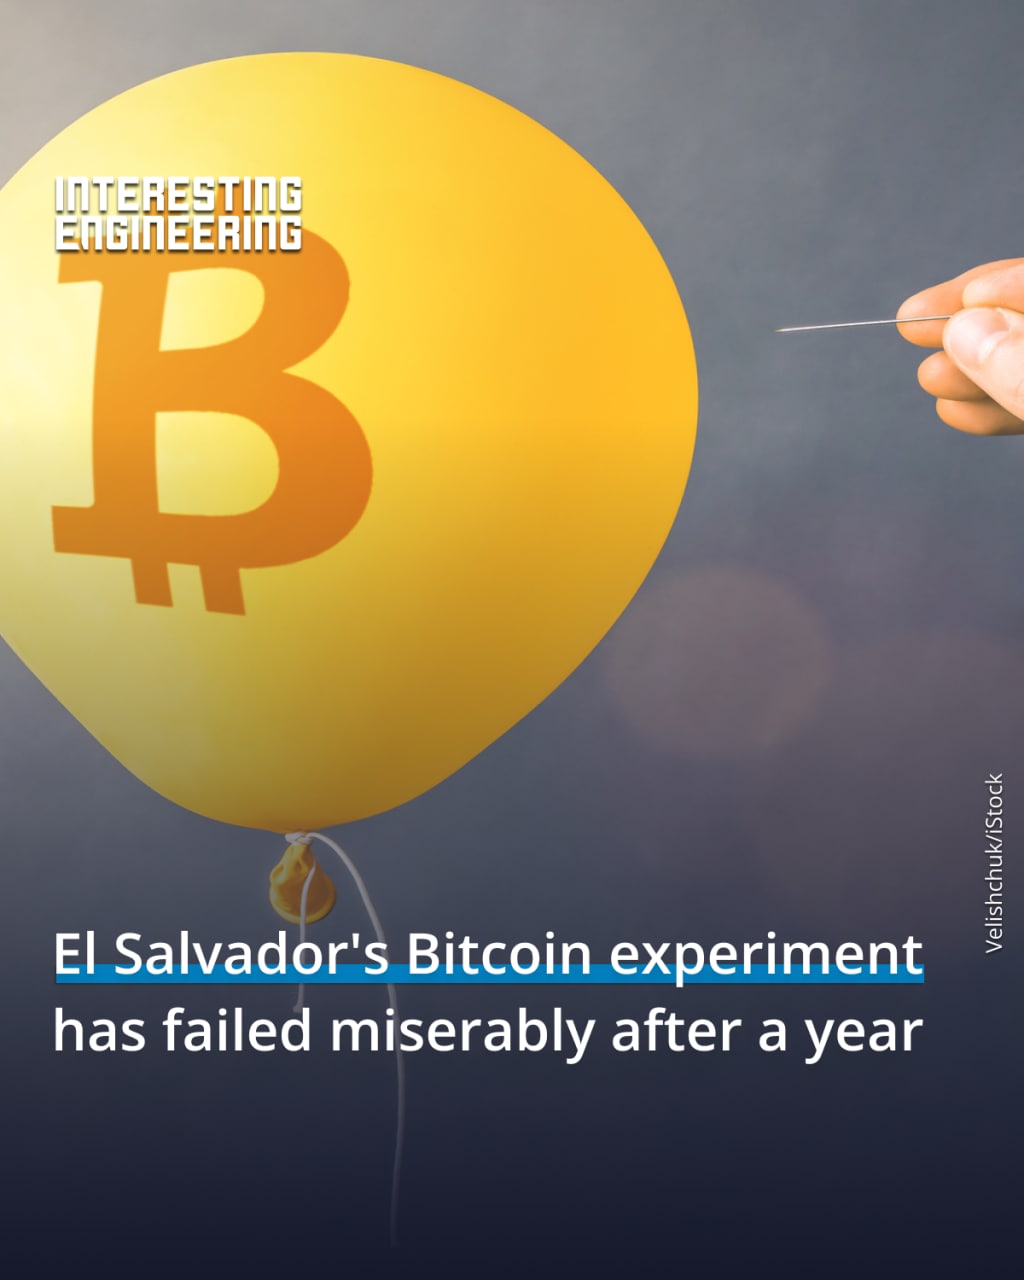 INTERESTING
ENGINEERING
B
Velishchuk/iStock
El Salvador's Bitcoin experiment
has failed miserably after a year